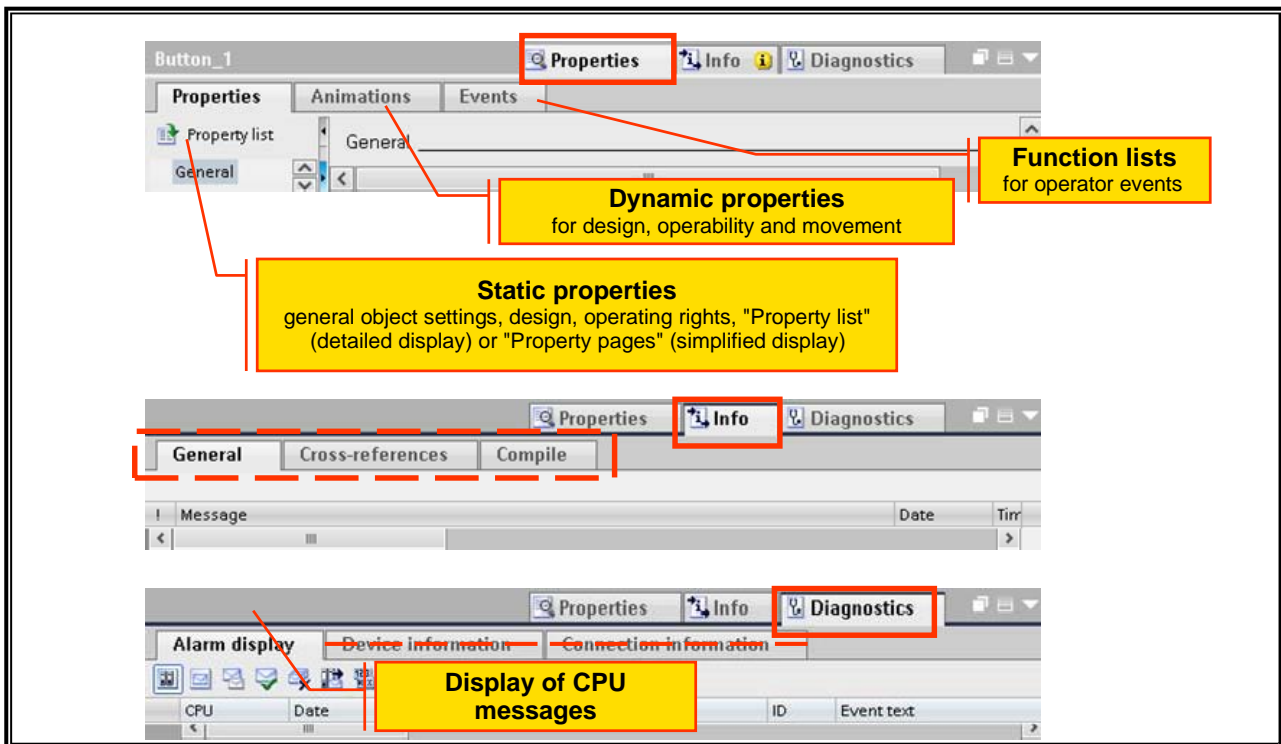 Button_1 Properties Info Diagnostics
Properties Animations Events
Property list General
General
Function lists
for operator events
Dynamic properties
for design, operability and movement
Static properties
general object settings, design, operating rights, "Property list"
(detailed display) or "Property pages" (simplified display)
Properties Info Diagnostics
General Cross-references Compile
! Message Date
Properties Info Diagnostics
Alarm display Device information Connection information
Display of CPU
messages
CPU Date ID Event text